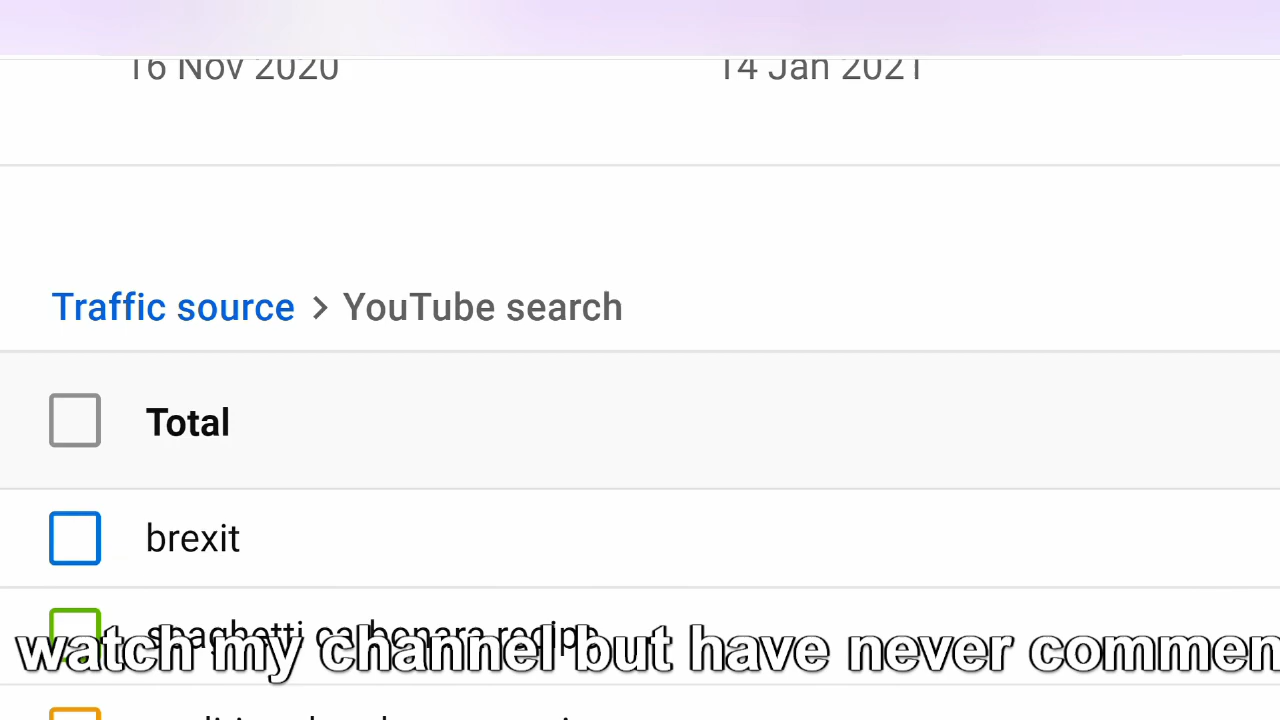 16 Nov 2020 14 Jan 2021
Traffic source > YouTube search
Total
brexit
spaghetti carbonara recipe
watch my channel but have never commen